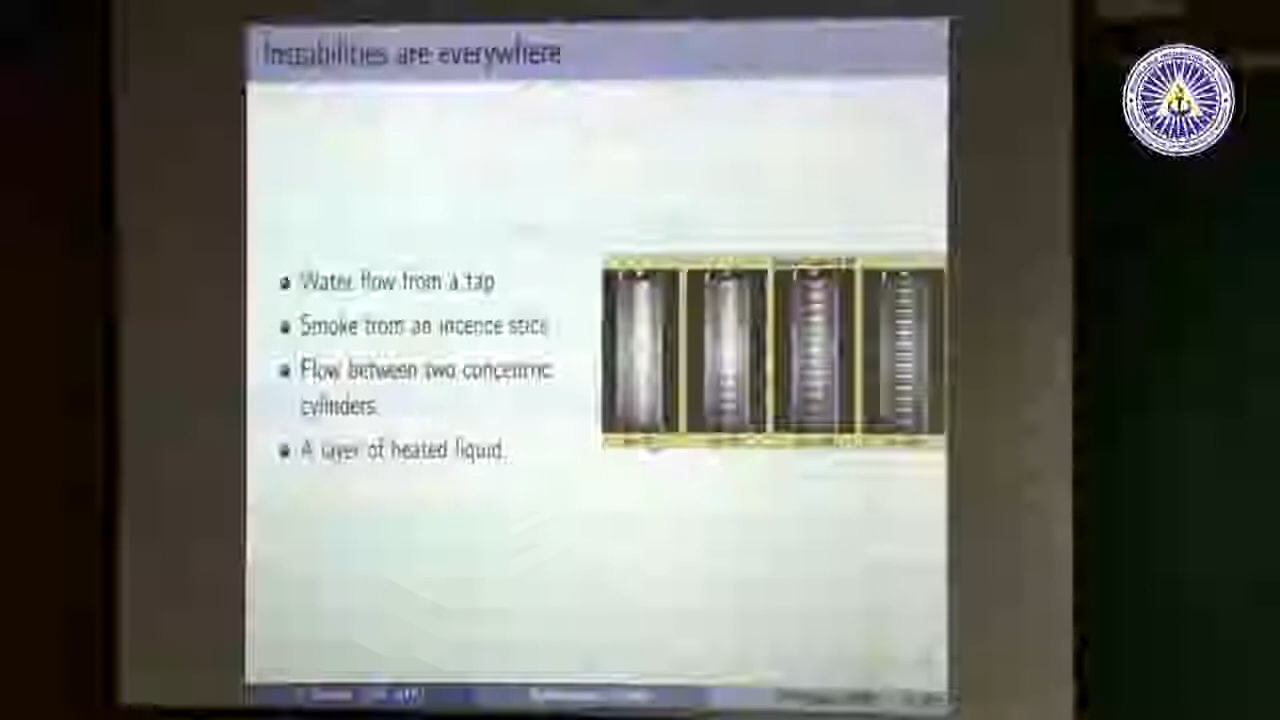 Instabilities are everywhere
Water flow from a tap
Smoke from an incence stick
Flow between two concentric
cylinders.
A layer of heated liquid.